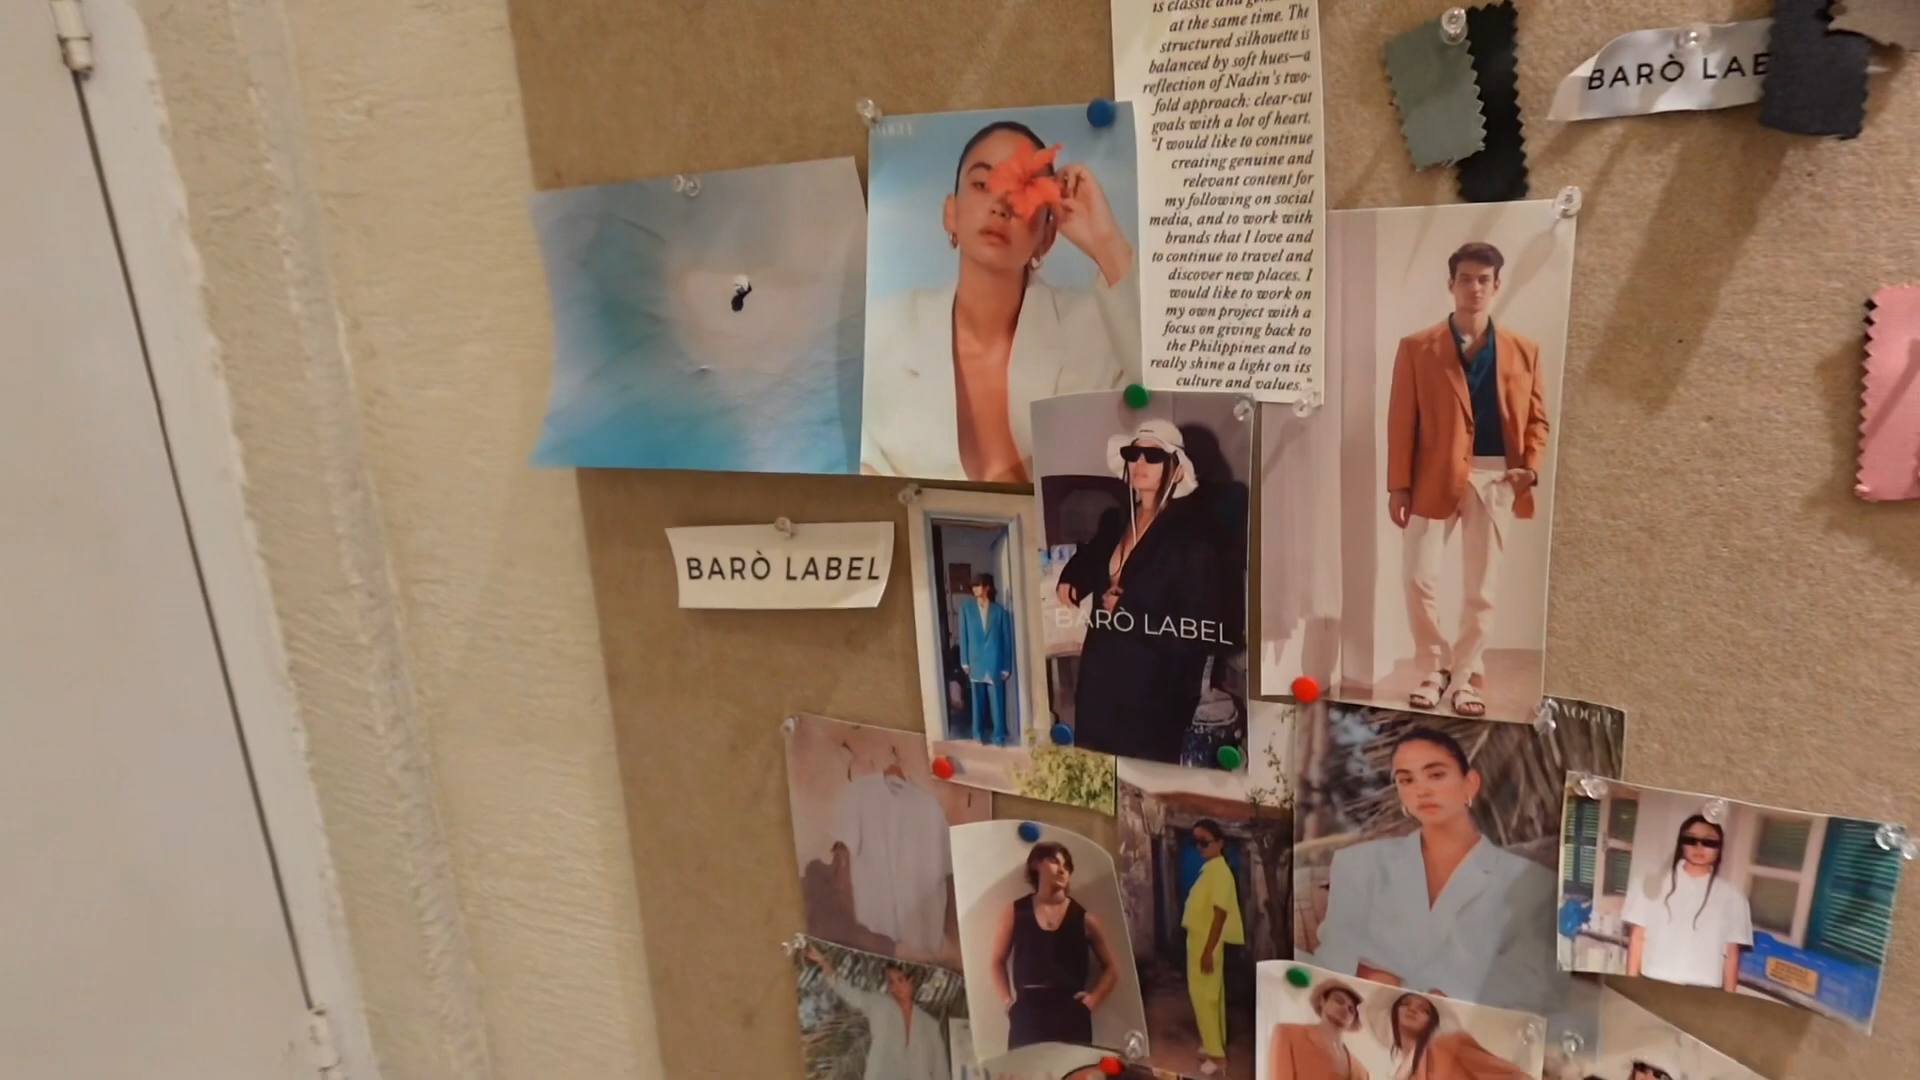 is classic and
at the same time. The
structured silhouette is
balanced by soft hues—a
reflection of Nadin's two-
fold approach: clear-cut
goals with a lot of heart.
"I would like to continue
creating genuine and
relevant content for
my following on social
media, and to work with
brands that I love and
to continue to travel and
discover new places. I
would like to work on
my own project with a
focus on giving back to
the Philippines and to
really shine a light on its
culture and values."
BARÒ LAB
VOGUE
BARÒ LABEL
BARÒ LABEL
VOGUE